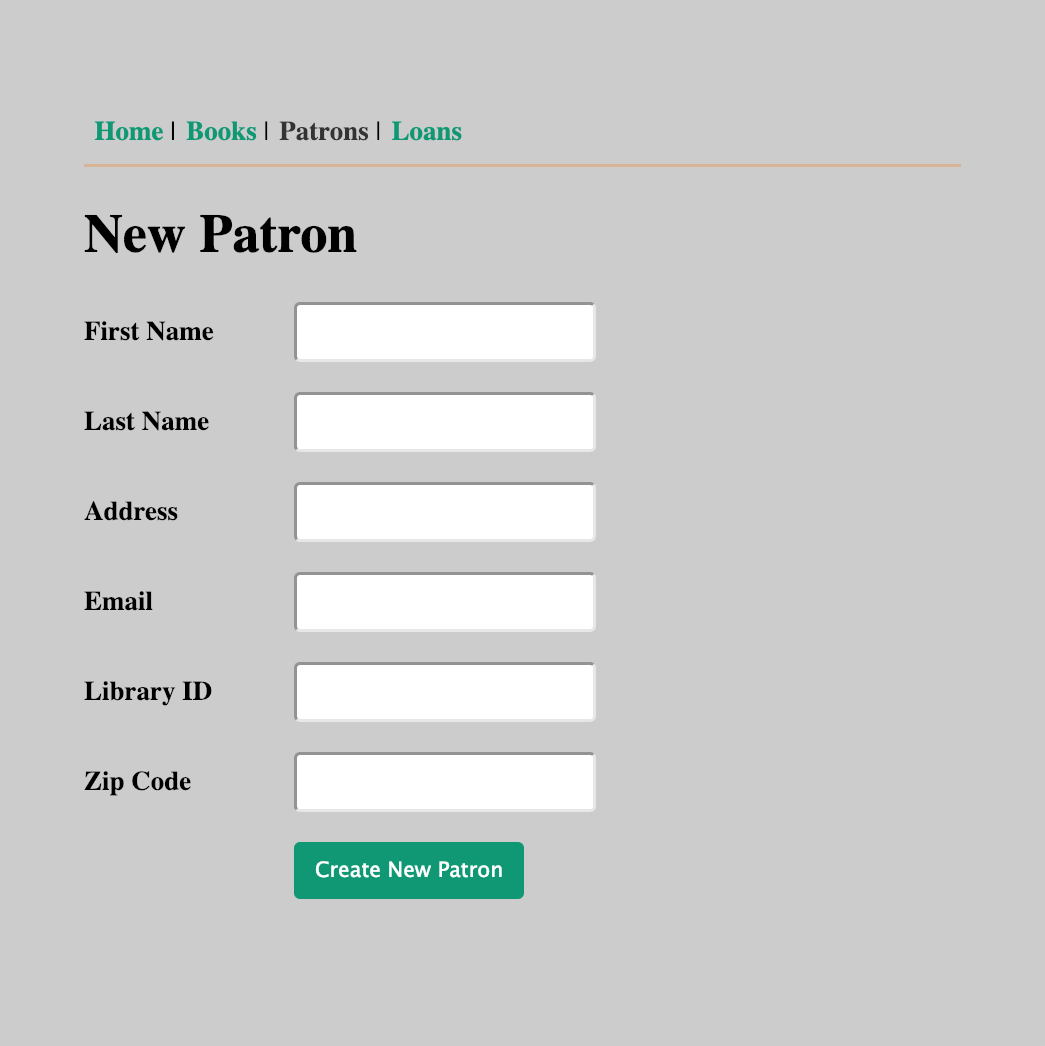 Home | Books | Patrons | Loans
New Patron
First Name
Last Name
Address
Email
Library ID
Zip Code
Create New Patron